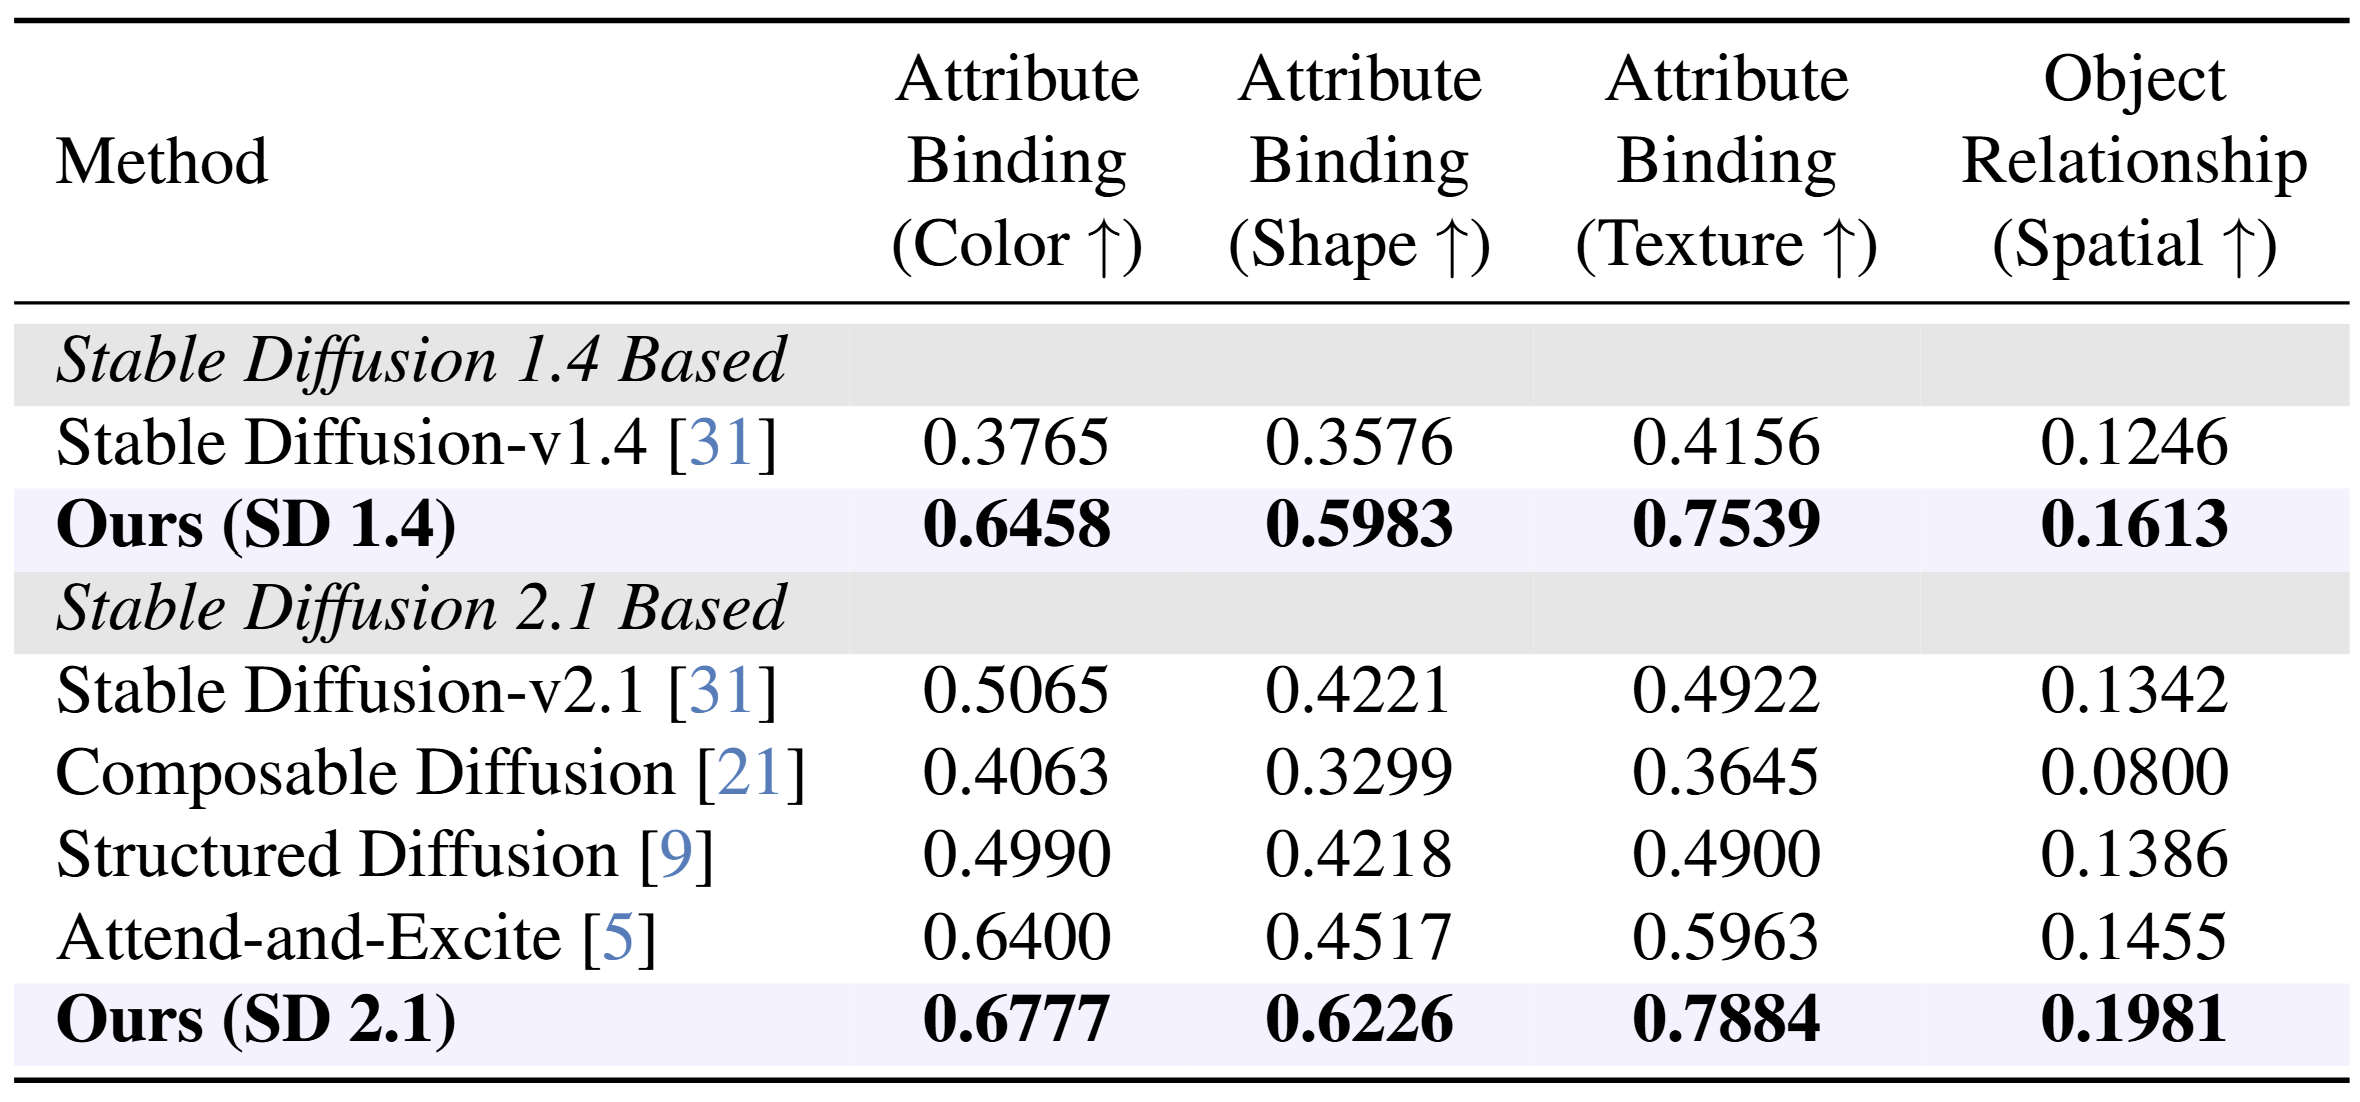 Method Attribute Binding (Color ↑) Attribute Binding (Shape ↑) Attribute Binding (Texture ↑) Object Relationship (Spatial ↑)
Stable Diffusion 1.4 Based
Stable Diffusion-v1.4 [31] 0.3765 0.3576 0.4156 0.1246
Ours (SD 1.4) 0.6458 0.5983 0.7539 0.1613
Stable Diffusion 2.1 Based
Stable Diffusion-v2.1 [31] 0.5065 0.4221 0.4922 0.1342
Composable Diffusion [21] 0.4063 0.3299 0.3645 0.0800
Structured Diffusion [9] 0.4990 0.4218 0.4900 0.1386
Attend-and-Excite [5] 0.6400 0.4517 0.5963 0.1455
Ours (SD 2.1) 0.6777 0.6226 0.7884 0.1981